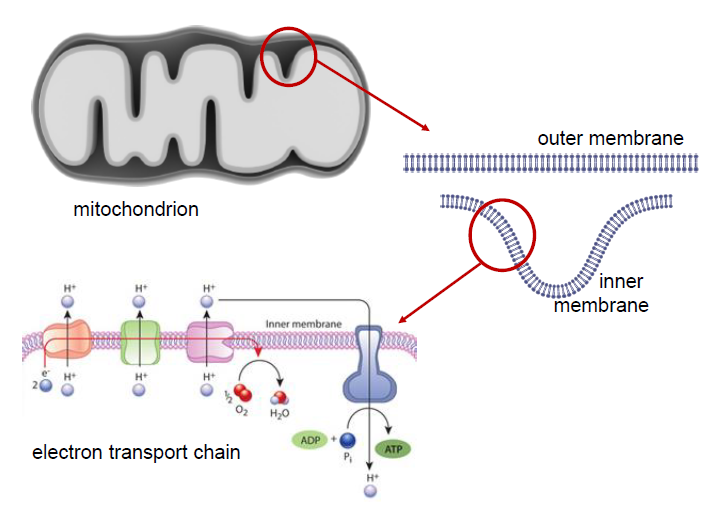 outer membrane
mitochondrion
inner
membrane
H⁺
H⁺
H⁺
Inner membrane
e⁻
2
H⁺
H⁺
H⁺
½
O₂
H₂O
ADP
+
Pᵢ
ATP
H⁺
electron transport chain